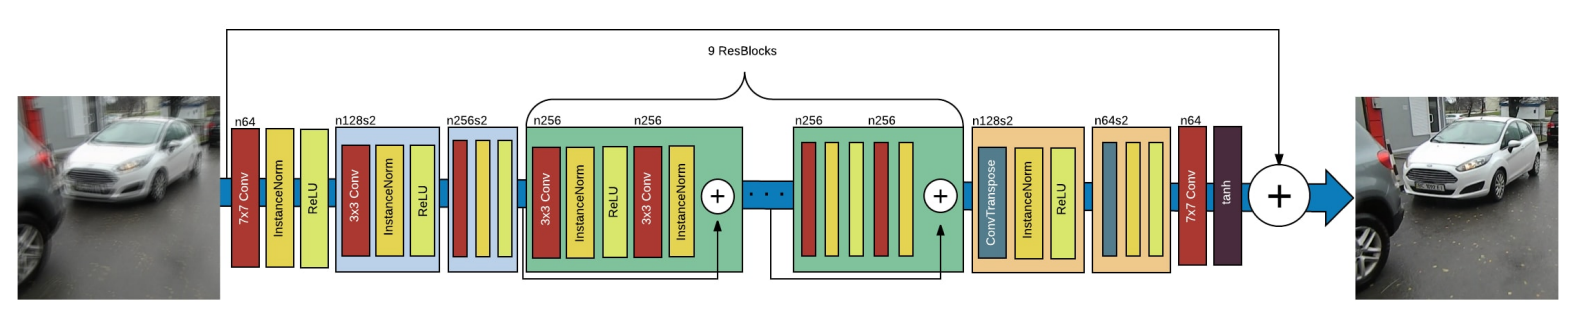 9 ResBlocks
n64
7x7 Conv
InstanceNorm
ReLU
n128s2
3x3 Conv
InstanceNorm
ReLU
n256s2
n256
n256
3x3 Conv
InstanceNorm
ReLU
3x3 Conv
InstanceNorm
+
. . .
n256
n256
+
n128s2
ConvTranspose
InstanceNorm
ReLU
n64s2
n64
7x7 Conv
tanh
+